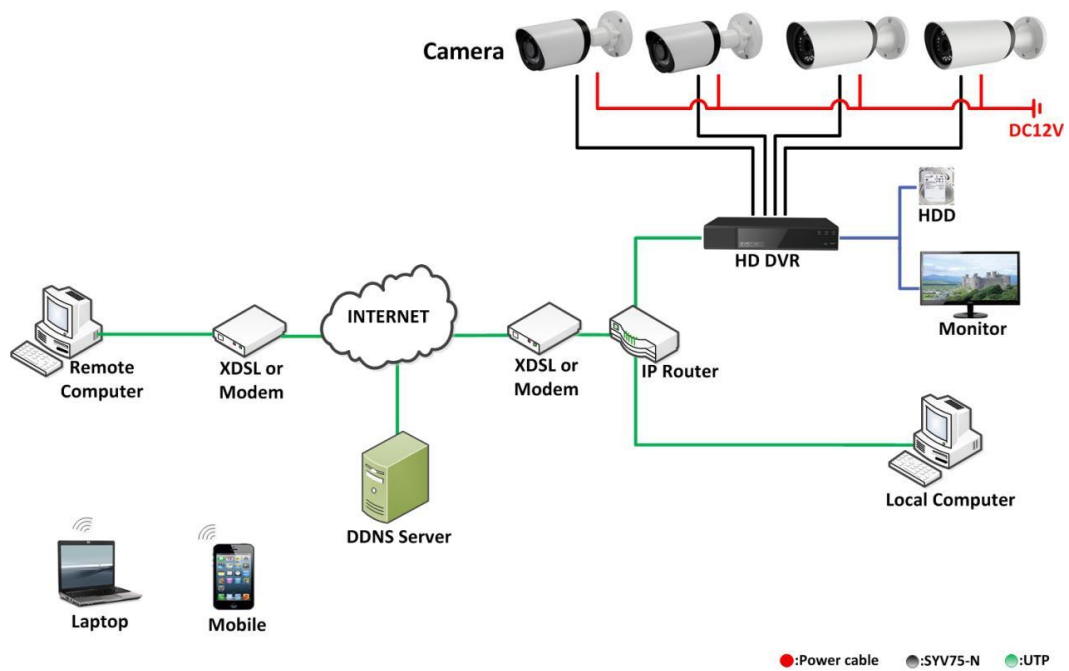 Camera
DC12V
HDD
HD DVR
Monitor
INTERNET
Remote
Computer
XDSL or
Modem
XDSL or
Modem
IP Router
DDNS Server
Local Computer
Laptop
Mobile
:Power cable :SYV75-N :UTP